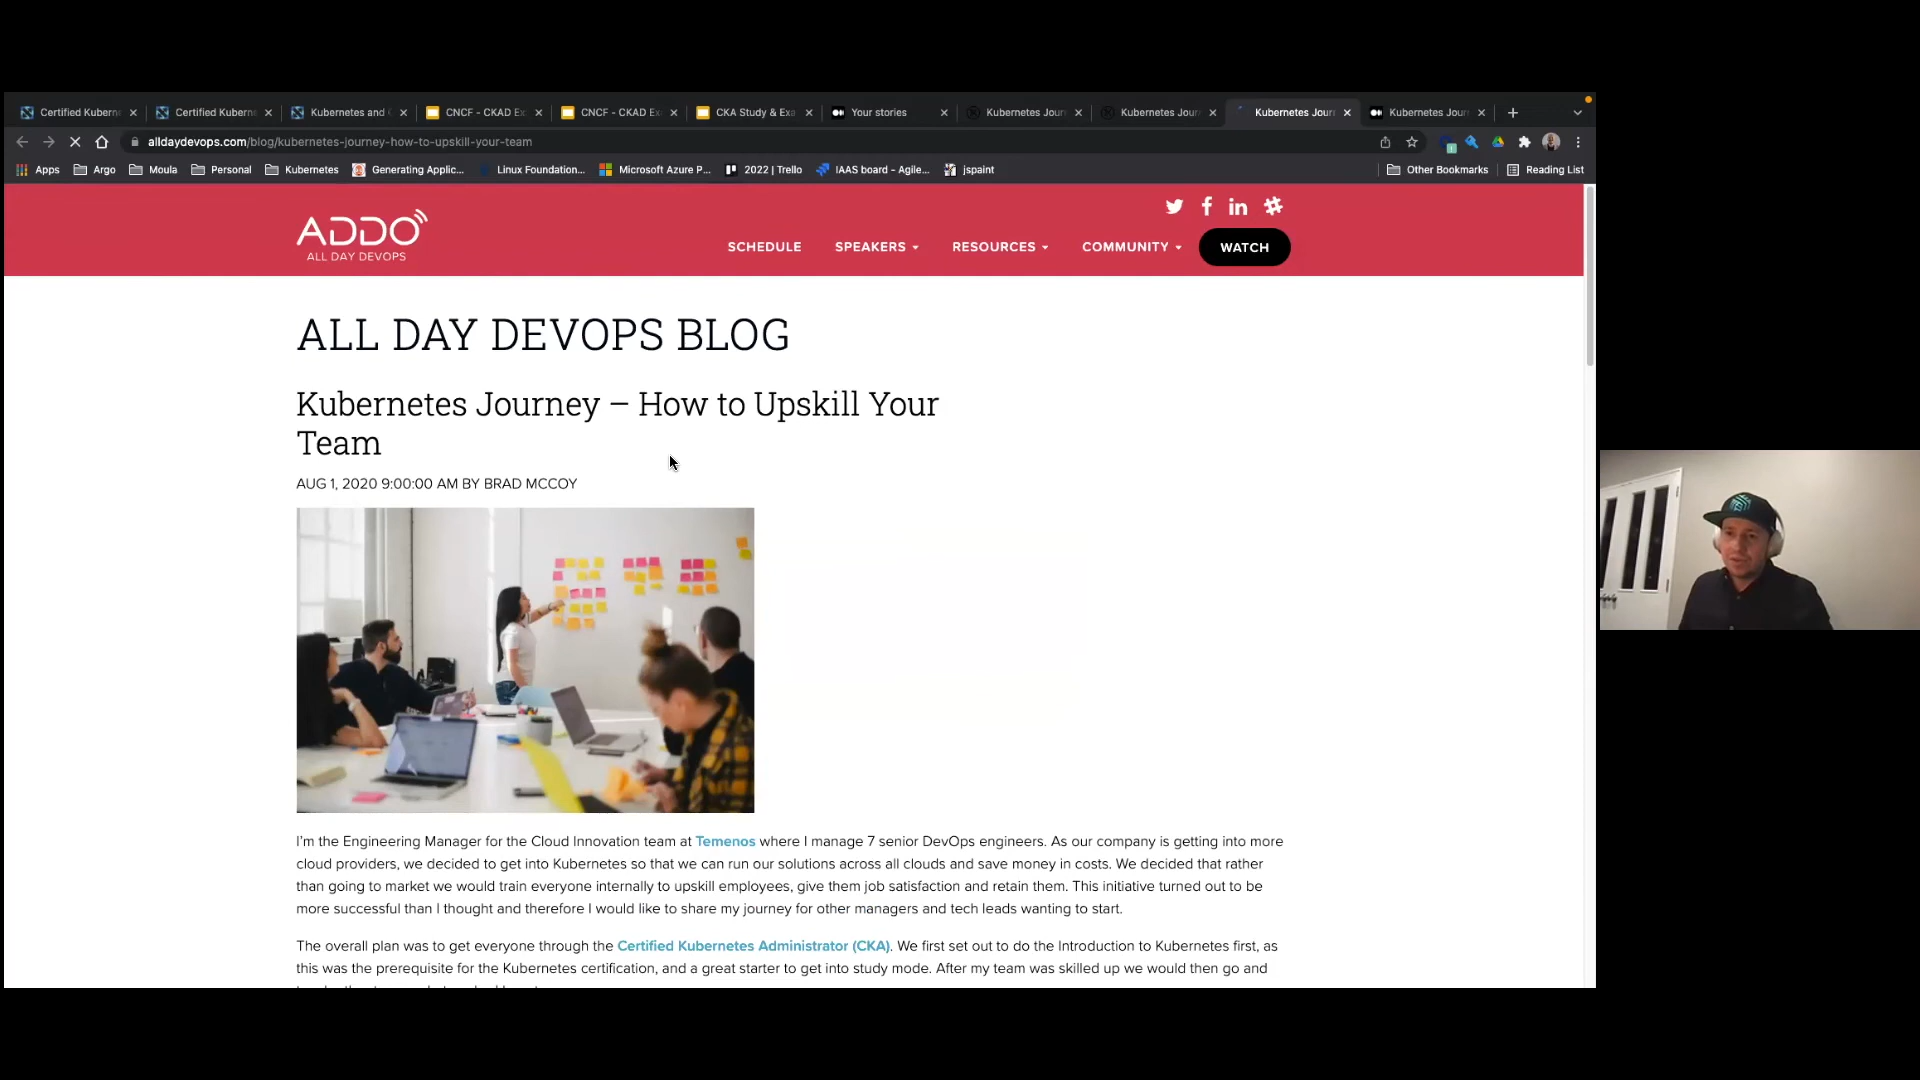 Certified Kuberne
Certified Kuberne
Kubernetes and
CNCF - CKAD Ex
CNCF - CKAD Ex
CKA Study & Exa
Your stories
Kubernetes Jour
Kubernetes Jour
Kubernetes Jour
Kubernetes Jour
alldaydevops.com/blog/kubernetes-journey-how-to-upskill-your-team
Apps
Argo
Moula
Personal
Kubernetes
Generating Applic...
Linux Foundation...
Microsoft Azure P...
2022 | Trello
IAAS board - Agile...
jspaint
Other Bookmarks
Reading List
ADDO
ALL DAY DEVOPS
SCHEDULE
SPEAKERS
RESOURCES
COMMUNITY
WATCH
ALL DAY DEVOPS BLOG
Kubernetes Journey – How to Upskill Your
Team
AUG 1, 2020 9:00:00 AM BY BRAD MCCOY
I'm the Engineering Manager for the Cloud Innovation team at Temenos where I manage 7 senior DevOps engineers. As our company is getting into more
cloud providers, we decided to get into Kubernetes so that we can run our solutions across all clouds and save money in costs. We decided that rather
than going to market we would train everyone internally to upskill employees, give them job satisfaction and retain them. This initiative turned out to be
more successful than I thought and therefore I would like to share my journey for other managers and tech leads wanting to start.
The overall plan was to get everyone through the Certified Kubernetes Administrator (CKA). We first set out to do the Introduction to Kubernetes first, as
this was the prerequisite for the Kubernetes certification, and a great starter to get into study mode. After my team was skilled up we would then go and